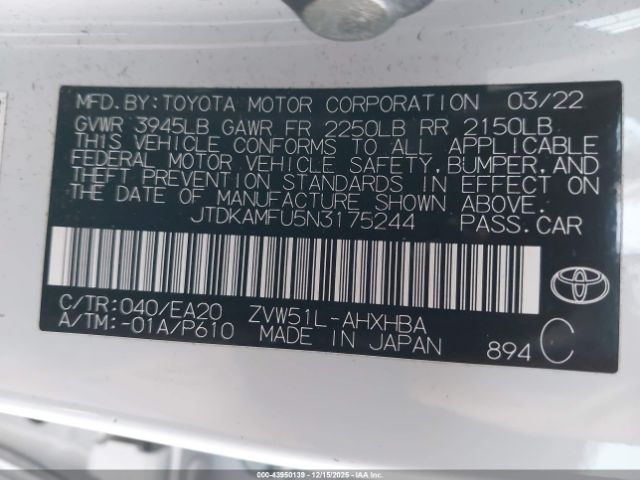 MFD.BY:TOYOTA MOTOR CORPORATION 03/22
GVWR 3945LB GAWR FR 2250LB RR 2150LB
THIS VEHICLE CONFORMS TO ALL APPLICABLE
FEDERAL MOTOR VEHICLE SAFETY,BUMPER,AND
THEFT PREVENTION STANDARDS IN EFFECT ON
THE DATE OF MANUFACTURE SHOWN ABOVE.
JTDKAMFU5N3175244 PASS.CAR
C/TR:040/EA20 ZVW51L-AHXHBA
A/TM:-01A/P610 MADE IN JAPAN 894 C
TOYOTA
Owner: 43950139 - 12/15/2025 - IAA Inc.